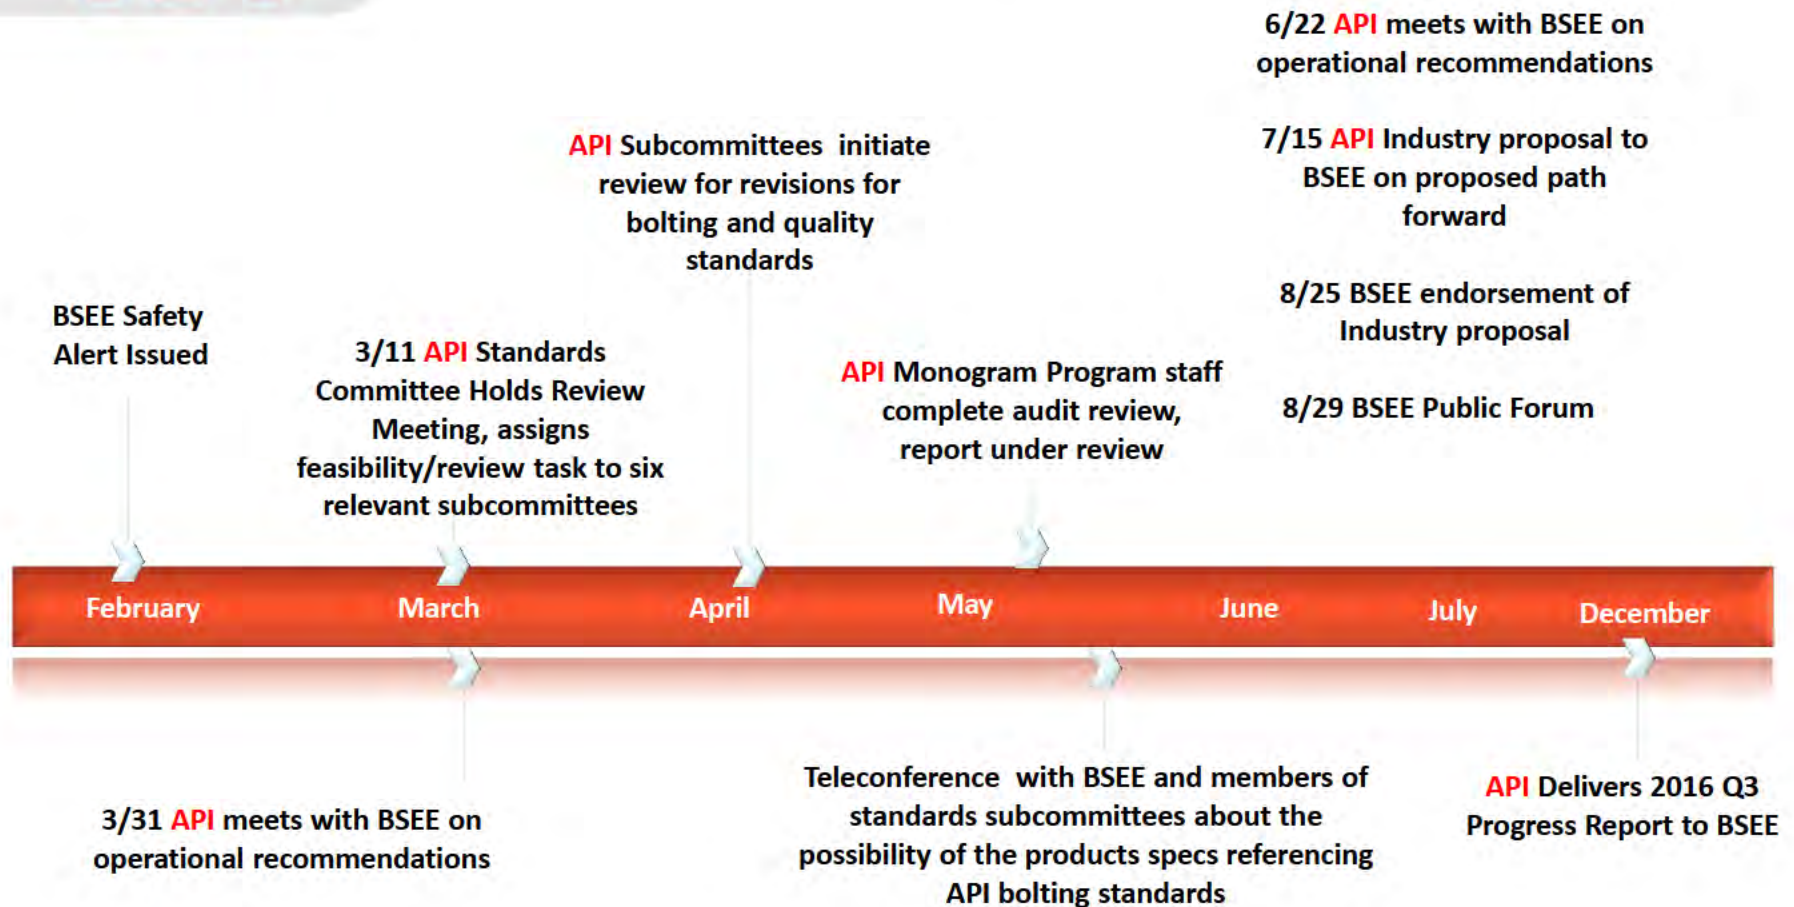 6/22 API meets with BSEE on
operational recommendations
7/15 API Industry proposal to
BSEE on proposed path
forward
8/25 BSEE endorsement of
Industry proposal
8/29 BSEE Public Forum
API Subcommittees initiate
review for revisions for
bolting and quality
standards
BSEE Safety
Alert Issued
3/11 API Standards
Committee Holds Review
Meeting, assigns
feasibility/review task to six
relevant subcommittees
API Monogram Program staff
complete audit review,
report under review
February
March
April
May
June
July
December
3/31 API meets with BSEE on
operational recommendations
Teleconference with BSEE and members of
standards subcommittees about the
possibility of the products specs referencing
API bolting standards
API Delivers 2016 Q3
Progress Report to BSEE